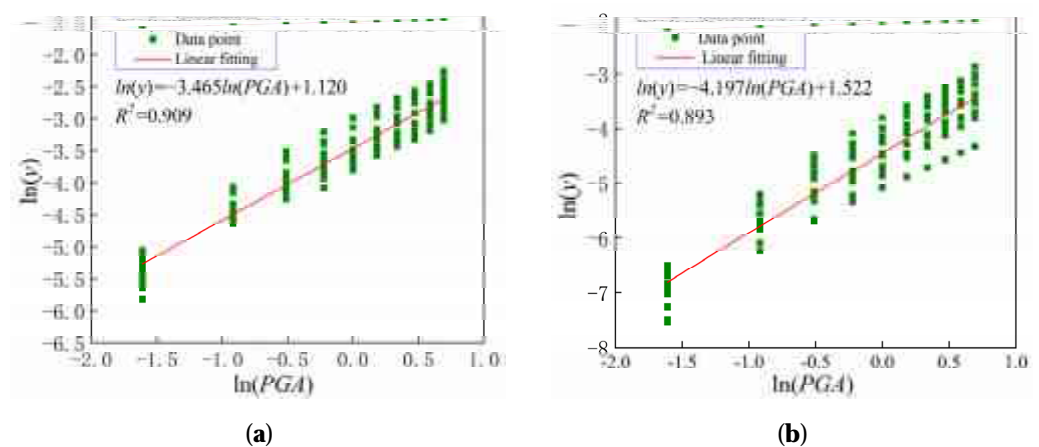 Data point
Linear fitting
ln(y)=−3.465ln(PGA)+1.120
R²=0.909
−2.0
−2.5
−3.0
−3.5
−4.0
−4.5
−5.0
−5.5
−6.0
−6.5
ln(y)
−2.0 −1.5 −1.0 −0.5 0.0 0.5 1.0
ln(PGA)
(a)
Data point
Linear fitting
ln(y)=−4.197ln(PGA)+1.522
R²=0.893
−3
−4
−5
−6
−7
−8
ln(y)
−2.0 −1.5 −1.0 −0.5 0.0 0.5 1.0
ln(PGA)
(b)